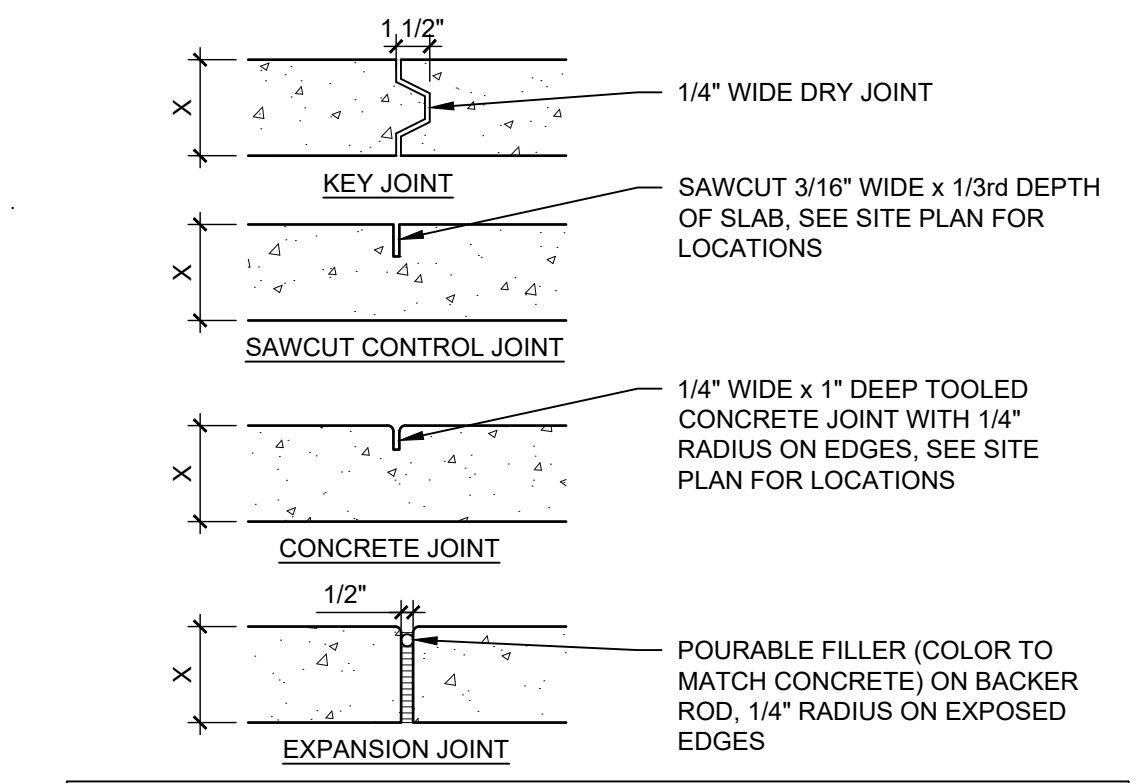 1 1/2"
X
1/4" WIDE DRY JOINT
KEY JOINT
SAWCUT 3/16" WIDE x 1/3rd DEPTH
OF SLAB, SEE SITE PLAN FOR
LOCATIONS
X
SAWCUT CONTROL JOINT
1/4" WIDE x 1" DEEP TOOLED
CONCRETE JOINT WITH 1/4"
RADIUS ON EDGES, SEE SITE
PLAN FOR LOCATIONS
X
CONCRETE JOINT
1/2"
X
POURABLE FILLER (COLOR TO
MATCH CONCRETE) ON BACKER
ROD, 1/4" RADIUS ON EXPOSED
EDGES
EXPANSION JOINT